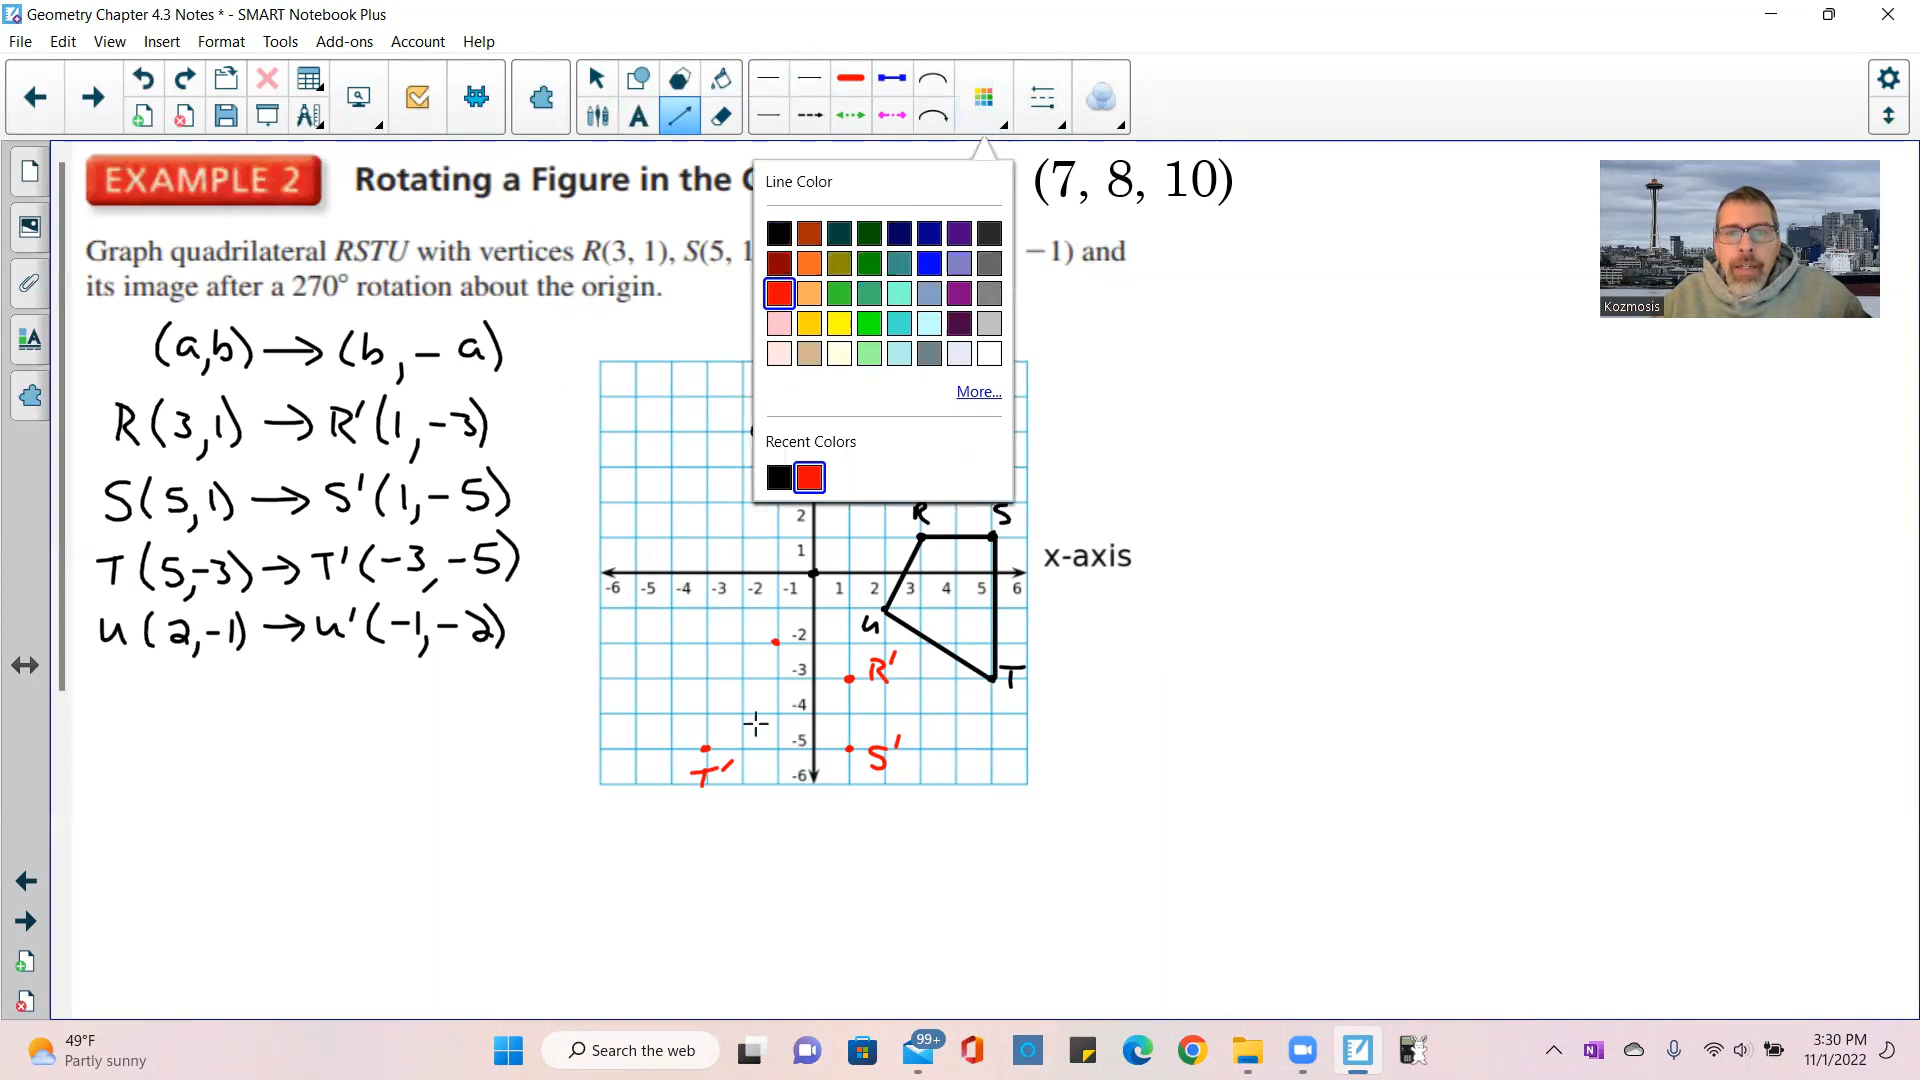 Geometry Chapter 4.3 Notes * - SMART Notebook Plus
File Edit View Insert Format Tools Add-ons Account Help
EXAMPLE 2 Rotating a Figure in the (7, 8, 10)
Graph quadrilateral RSTU with vertices R(3, 1), S(5, 1 −1) and
its image after a 270° rotation about the origin.
Line Color
More...
Recent Colors
Kozmosis
(a,b) → (b, - a)
R(3,1) → R'(1,-3)
S(5,1) → S'(1,-5)
T(5,-3) → T'(-3,-5)
U(2,-1) → U'(-1,-2)
2
1
R S
x-axis
-6 -5 -4 -3 -2 -1 1 2 3 4 5 6
-2
-3
-4
-5
-6
U
T
R'
S'
T'
49°F
Partly sunny
Search the web
99+
3:30 PM
11/1/2022